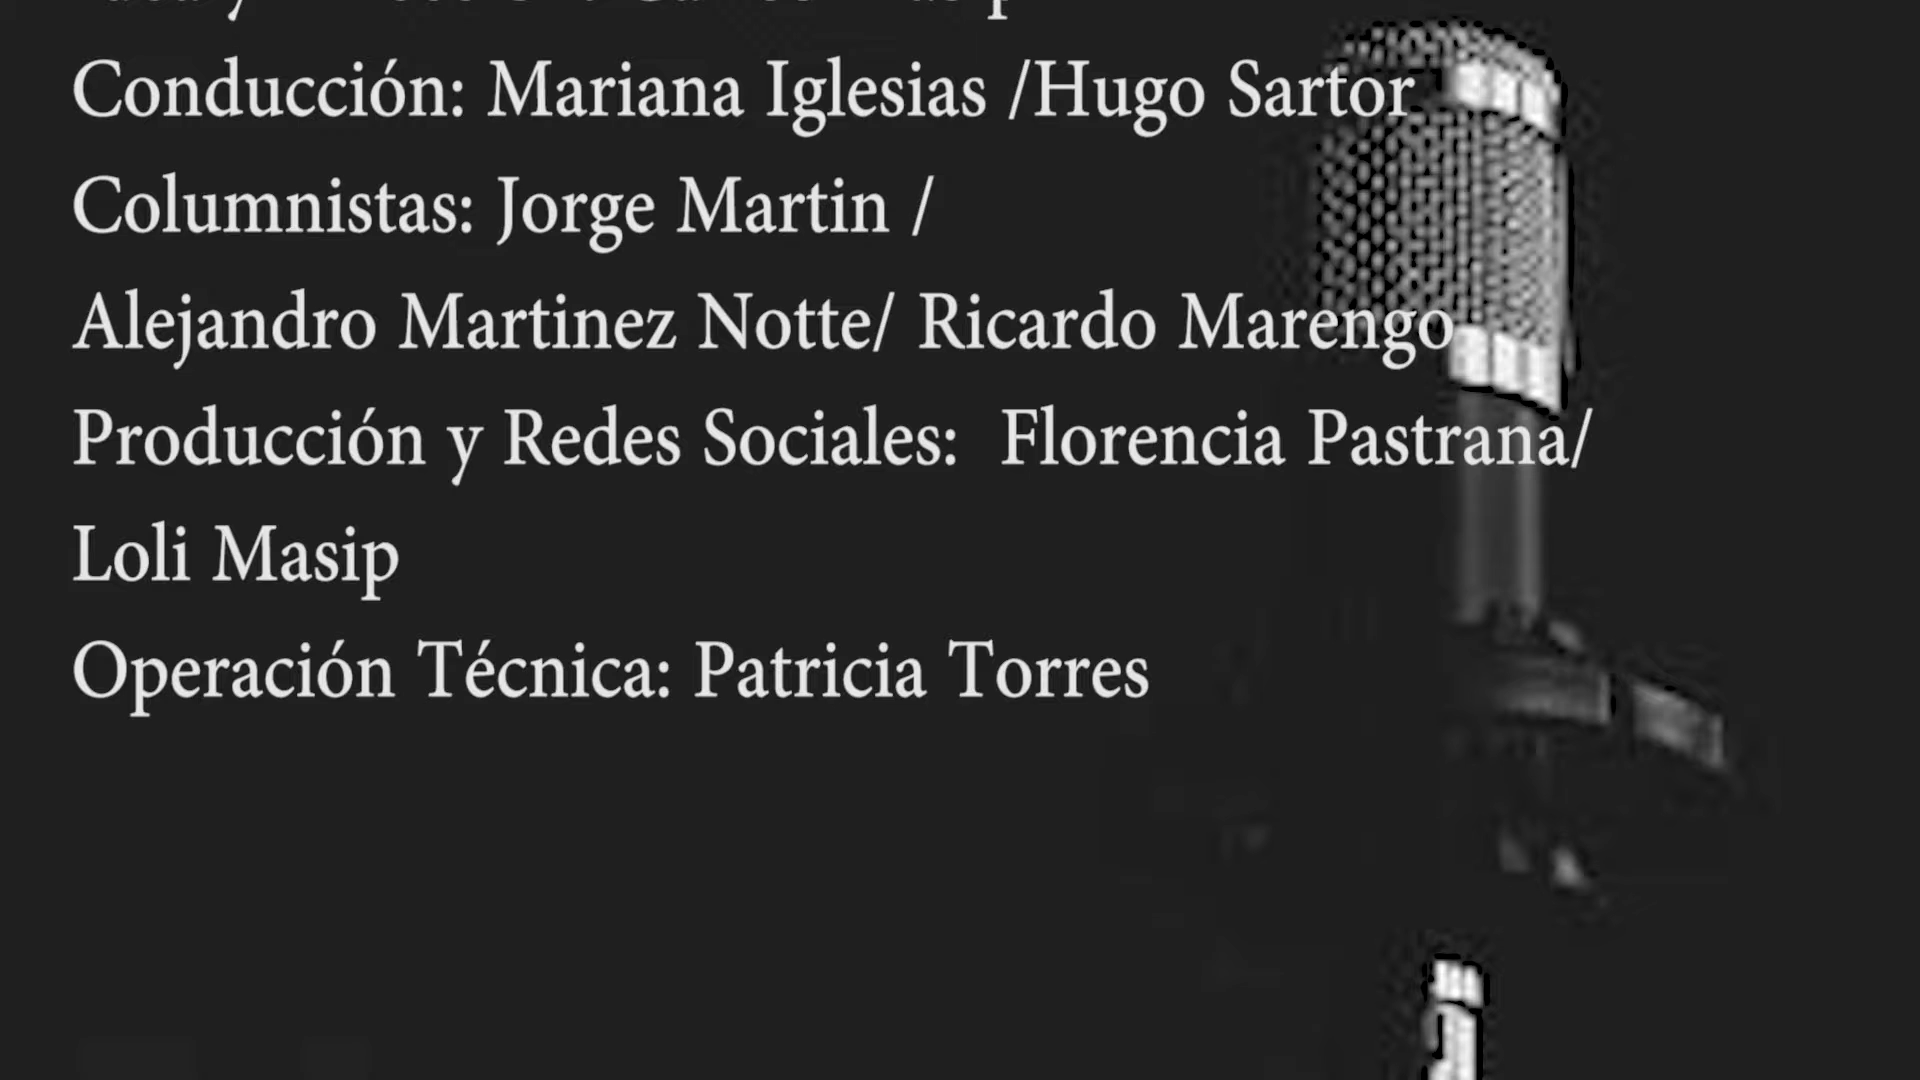 Conducción: Mariana Iglesias /Hugo Sartor
Columnistas: Jorge Martin /
Alejandro Martinez Notte/ Ricardo Marengo
Producción y Redes Sociales:  Florencia Pastrana/
Loli Masip
Operación Técnica: Patricia Torres